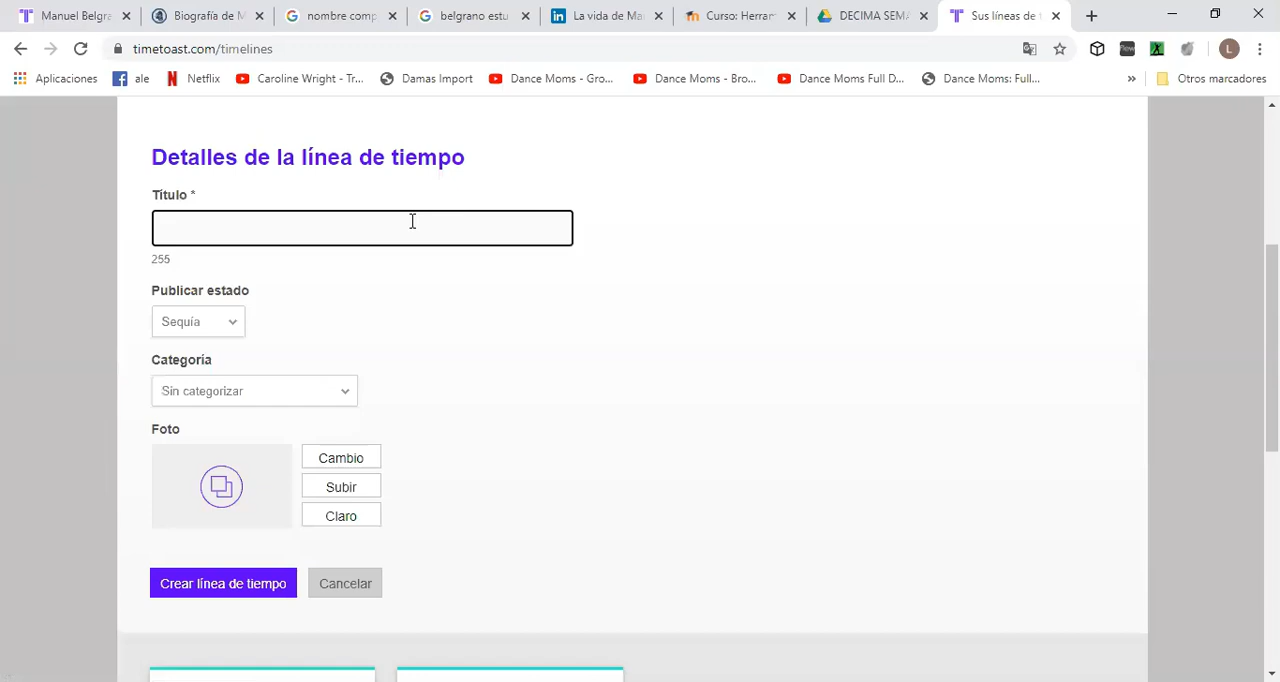 Manuel Belgra
Biografía de M
nombre comp
belgrano estu
La vida de Ma
Curso: Herran
DECIMA SEMA
Sus líneas de t
timetoast.com/timelines
Aplicaciones
ale
Netflix
Caroline Wright - Tr...
Damas Import
Dance Moms - Gro...
Dance Moms - Bro...
Dance Moms Full D...
Dance Moms: Full...
»
Otros marcadores
Detalles de la línea de tiempo
Título *
255
Publicar estado
Sequía
Categoría
Sin categorizar
Foto
Cambio
Subir
Claro
Crear línea de tiempo
Cancelar